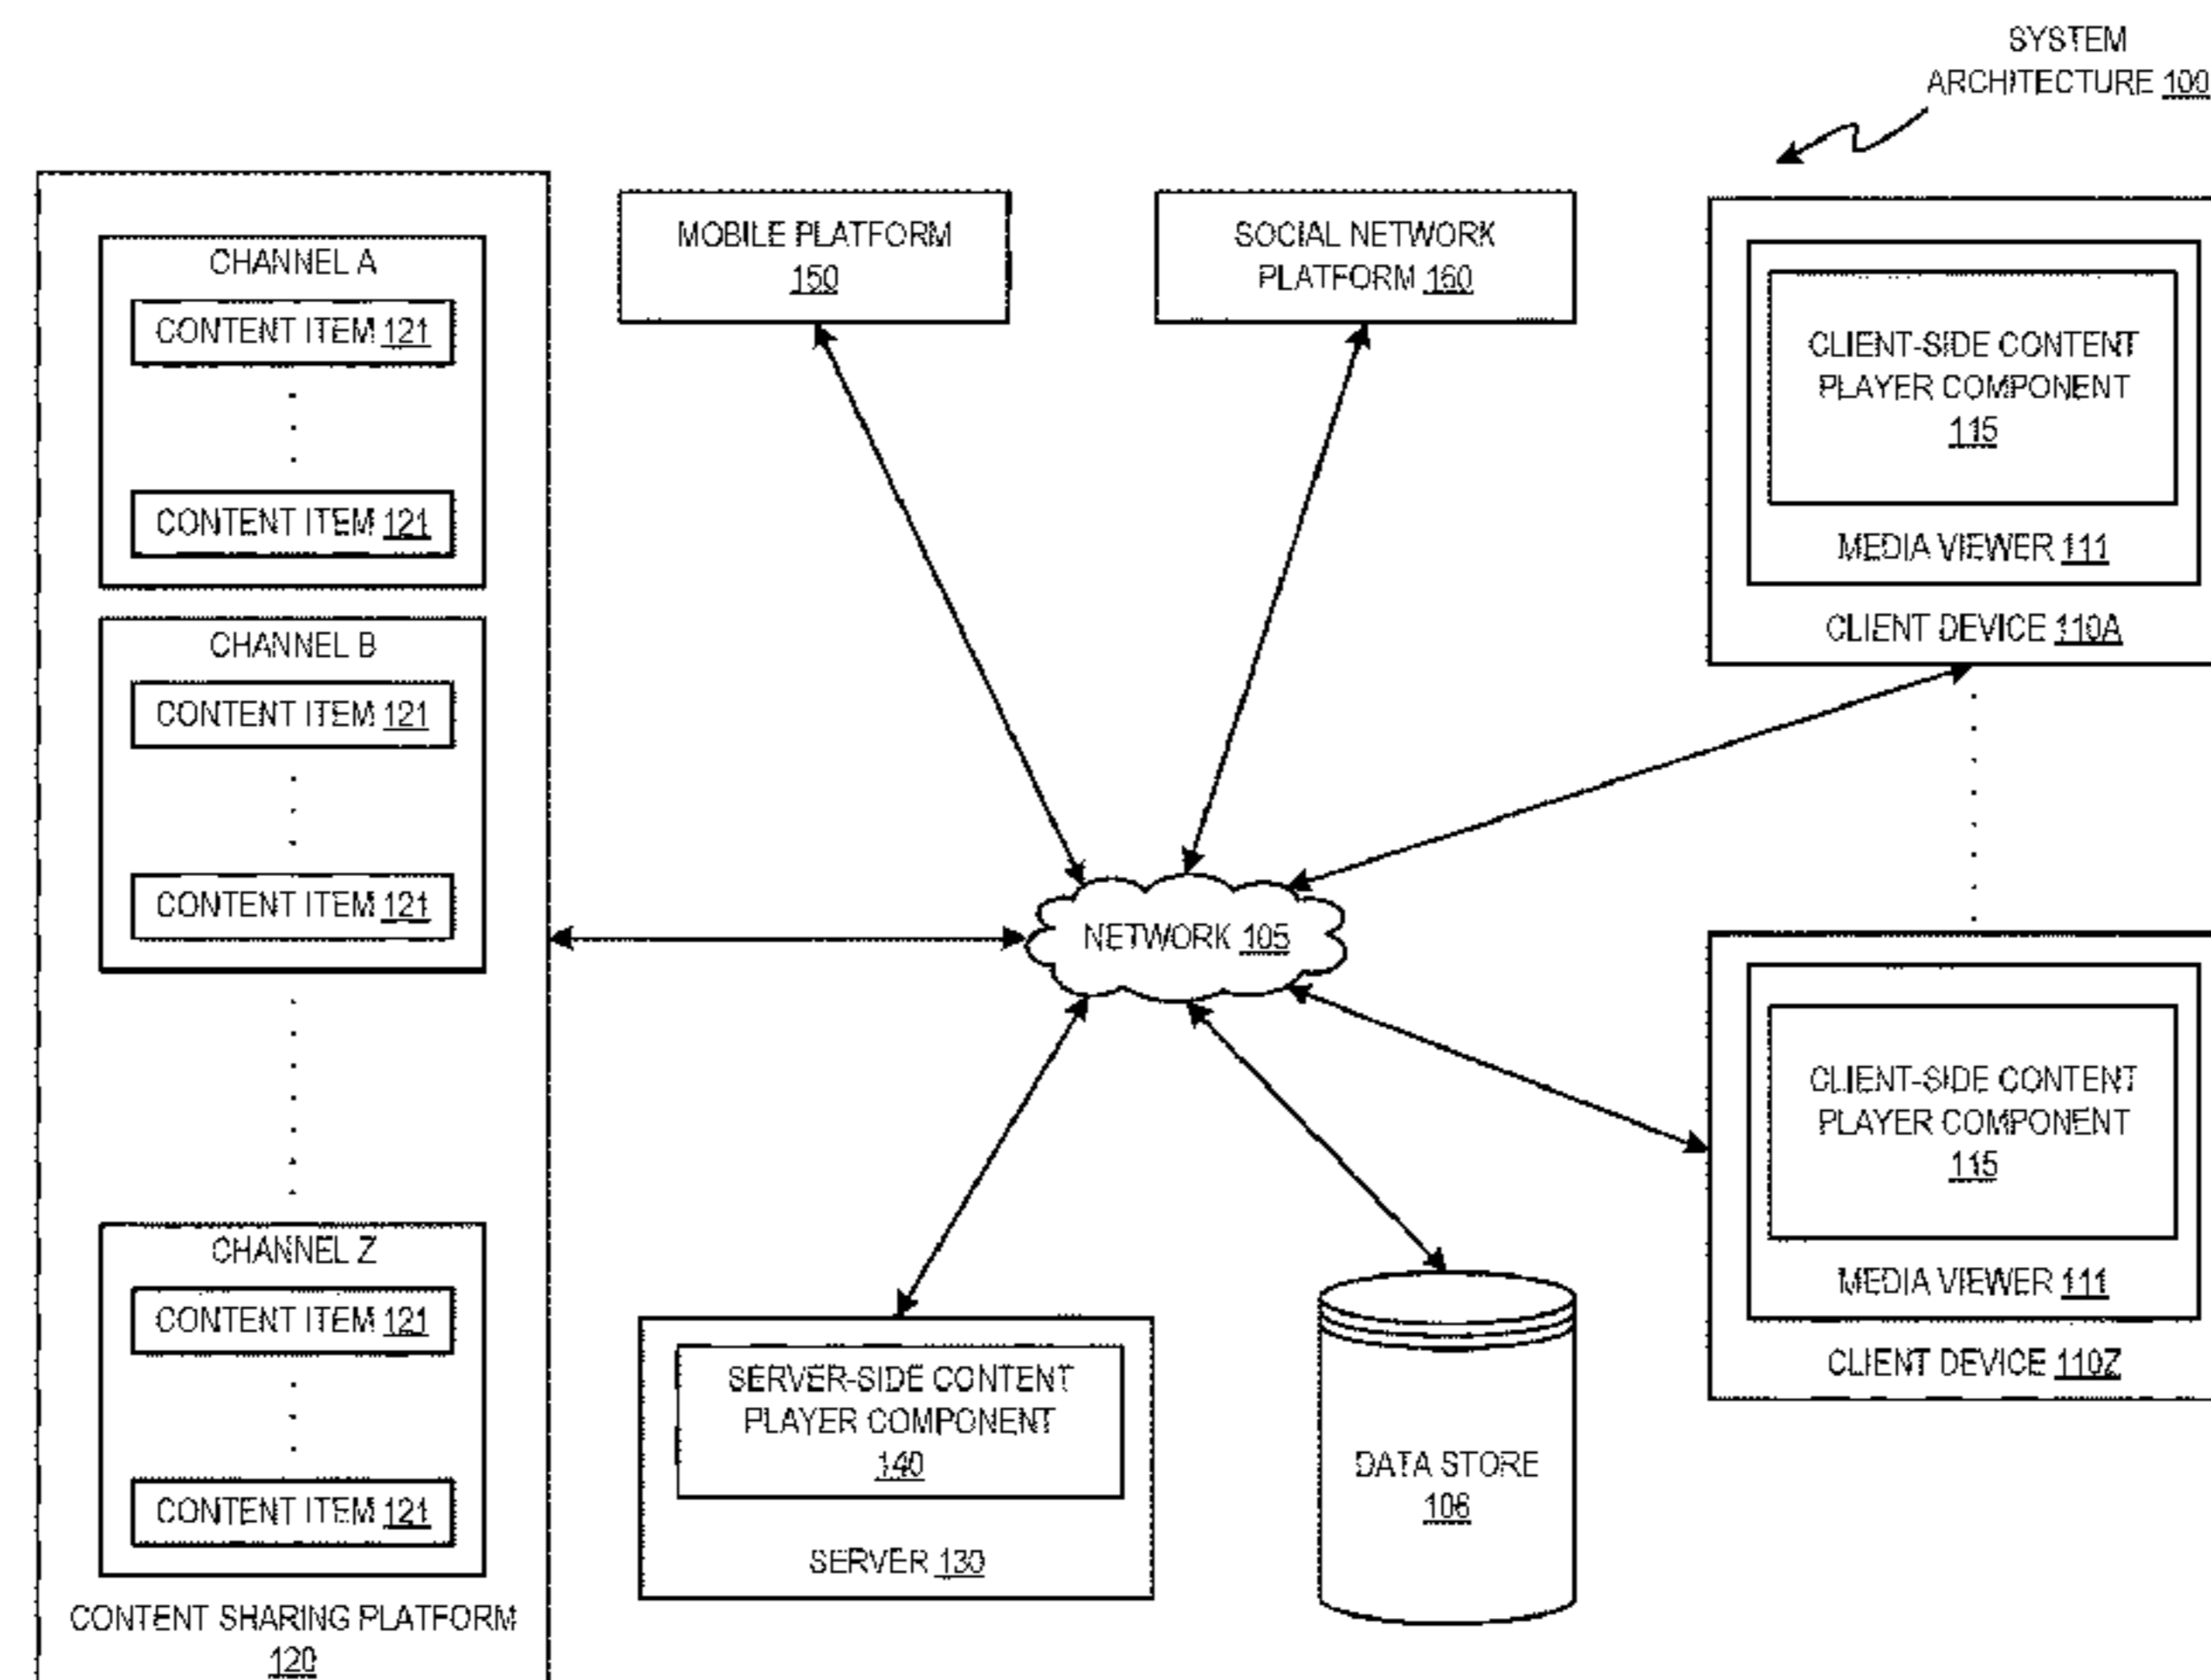 SYSTEM
ARCHITECTURE 100
CHANNEL A
CONTENT ITEM 121
CONTENT ITEM 121
CHANNEL B
CONTENT ITEM 121
CONTENT ITEM 121
CHANNEL Z
CONTENT ITEM 121
CONTENT ITEM 121
CONTENT SHARING PLATFORM
120
MOBILE PLATFORM
150
SOCIAL NETWORK
PLATFORM 160
CLIENT-SIDE CONTENT
PLAYER COMPONENT
115
MEDIA VIEWER 111
CLIENT DEVICE 110A
NETWORK 105
CLIENT-SIDE CONTENT
PLAYER COMPONENT
115
MEDIA VIEWER 111
CLIENT DEVICE 110Z
SERVER-SIDE CONTENT
PLAYER COMPONENT
140
SERVER 130
DATA STORE
106